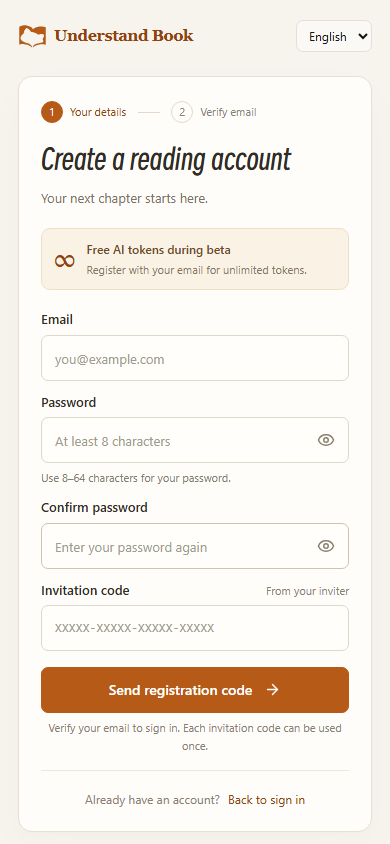 Understand Book
English
1 Your details
2 Verify email
Create a reading account
Your next chapter starts here.
∞ Free AI tokens during beta
Register with your email for unlimited tokens.
Email
you@example.com
Password
At least 8 characters
Use 8–64 characters for your password.
Confirm password
Enter your password again
Invitation code From your inviter
XXXXX-XXXXX-XXXXX-XXXXX
Send registration code →
Verify your email to sign in. Each invitation code can be used
once.
Already have an account? Back to sign in